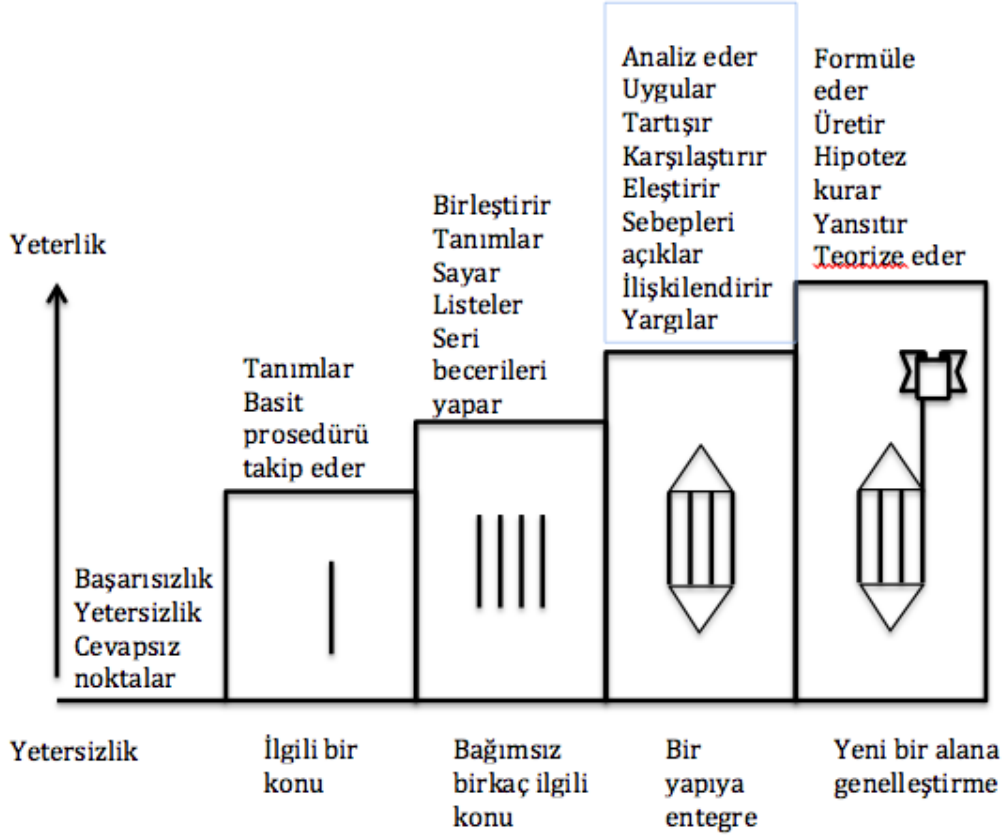 Yeterlik
Başarısızlık
Yetersizlik
Cevapsız
noktalar
Tanımlar
Basit
prosedürü
takip eder
Birleştirir
Tanımlar
Sayar
Listeler
Seri
becerileri
yapar
Analiz eder
Uygular
Tartışır
Karşılaştırır
Eleştirir
Sebepleri
açıklar
İlişkilendirir
Yargılar
Formüle
eder
Üretir
Hipotez
kurar
Yansıtır
Teorize eder
Yetersizlik
İlgili bir
konu
Bağımsız
birkaç ilgili
konu
Bir
yapıya
entegre
Yeni bir alana
genelleştirme